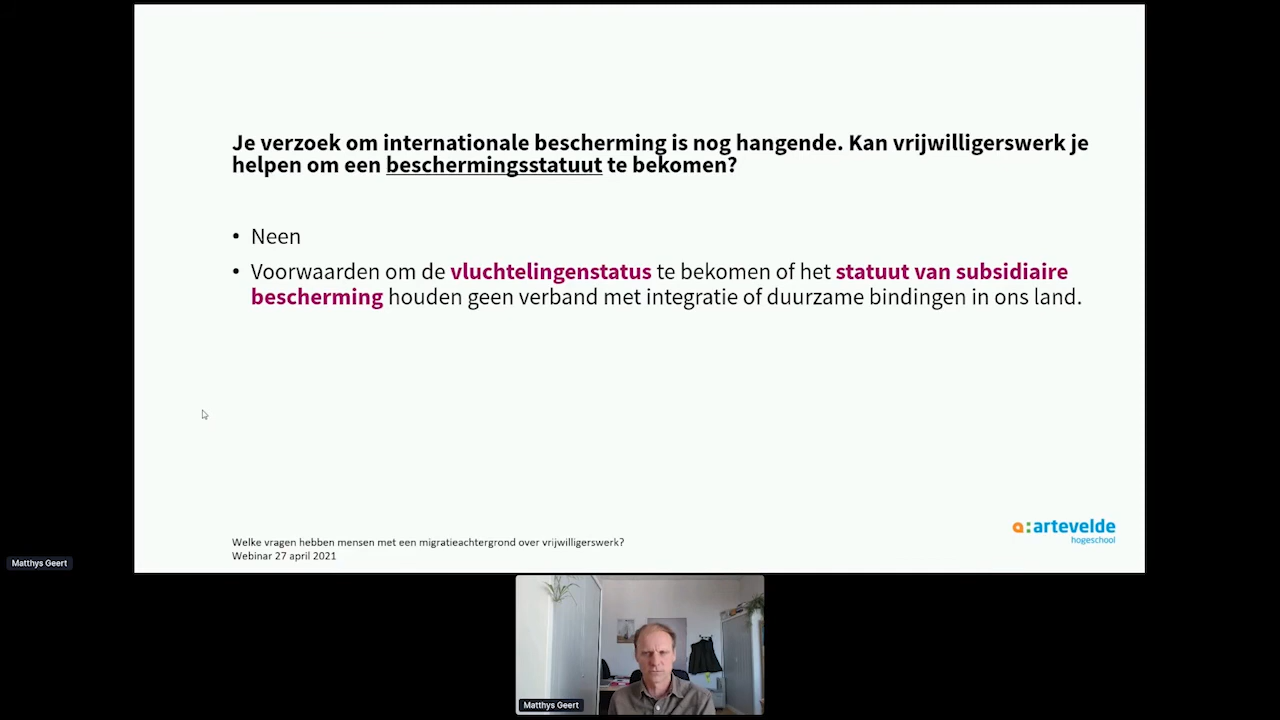 Je verzoek om internationale bescherming is nog hangende. Kan vrijwilligerswerk je
helpen om een beschermingsstatuut te bekomen?
• Neen
• Voorwaarden om de vluchtelingenstatus te bekomen of het statuut van subsidiaire
bescherming houden geen verband met integratie of duurzame bindingen in ons land.
a:artevelde
hogeschool
Welke vragen hebben mensen met een migratieachtergrond over vrijwilligerswerk?
Webinar 27 april 2021
Matthys Geert
Matthys Geert